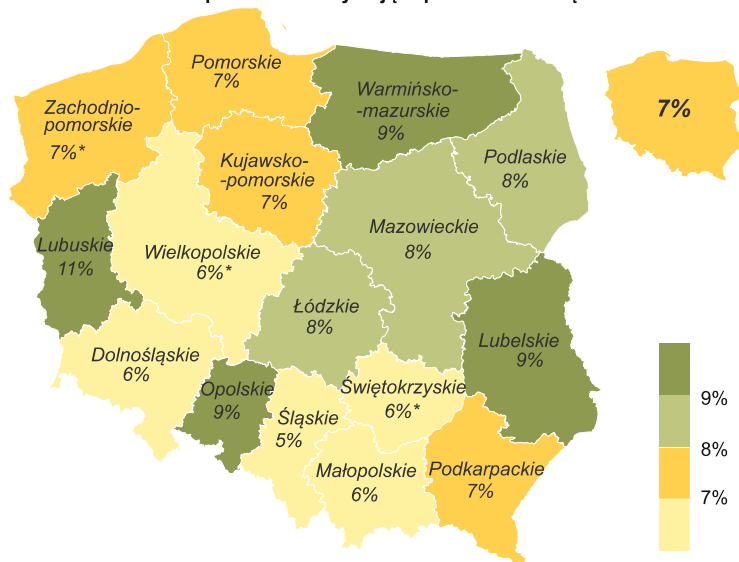 Pomorskie
7%
Zachodnio-
pomorskie
7%*
Warmińsko-
-mazurskie
9%
7%
Podlaskie
8%
Kujawsko-
-pomorskie
7%
Mazowieckie
8%
Lubuskie
11%
Wielkopolskie
6%*
Łódzkie
8%
Lubelskie
9%
Dolnośląskie
6%
Opolskie
9%
Śląskie
5%
Świętokrzyskie
6%*
Małopolskie
6%
Podkarpackie
7%
9%
8%
7%